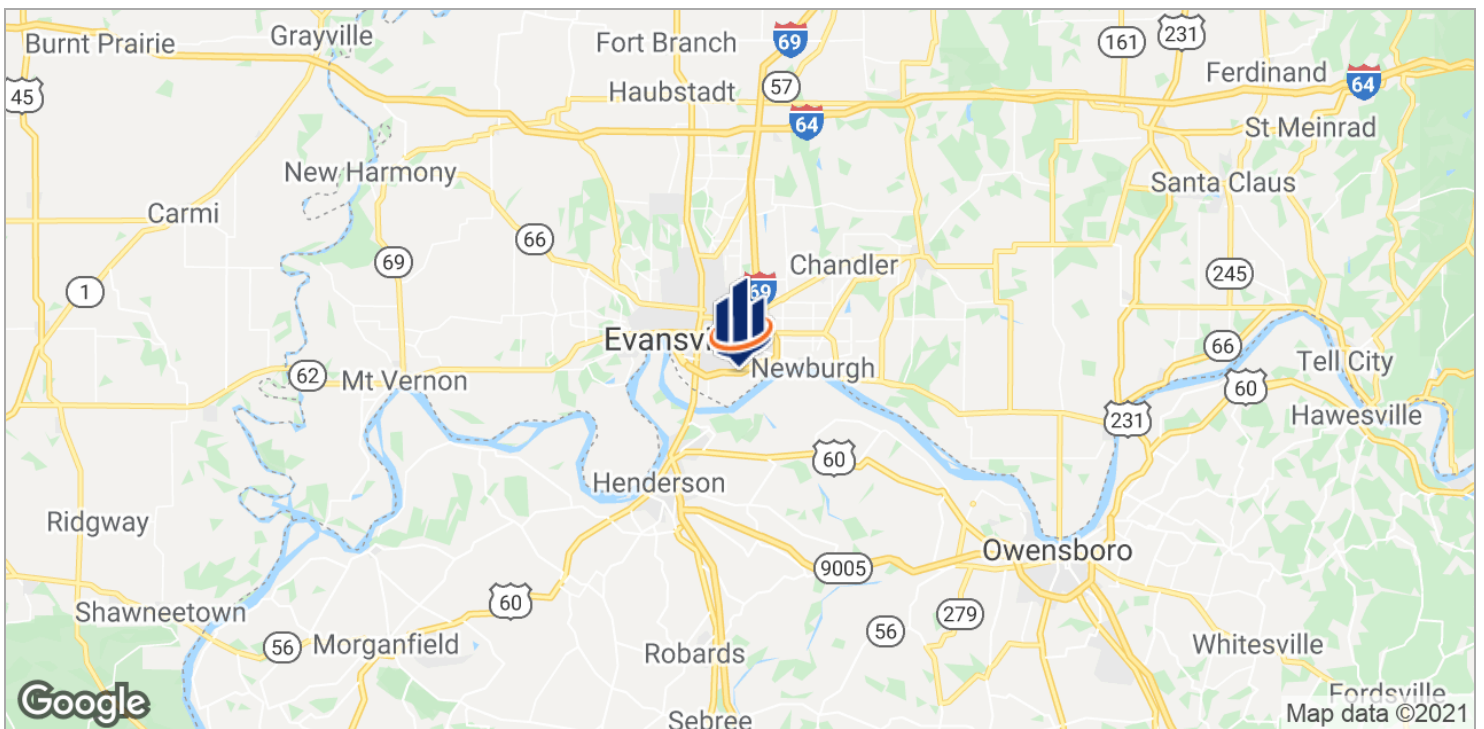 Burnt Prairie
Grayville
Fort Branch
69
161
231
57
Ferdinand
45
Haubstadt
64
64
St Meinrad
New Harmony
Santa Claus
Carmi
66
69
Chandler
245
1
69
Evansvi
66
Tell City
62
Mt Vernon
Newburgh
60
Hawesville
231
60
Henderson
Ridgway
Owensboro
9005
60
Shawneetown
279
56
56
Morganfield
Robards
Whitesville
Fordsville
Google
Sebree
Map data ©2021